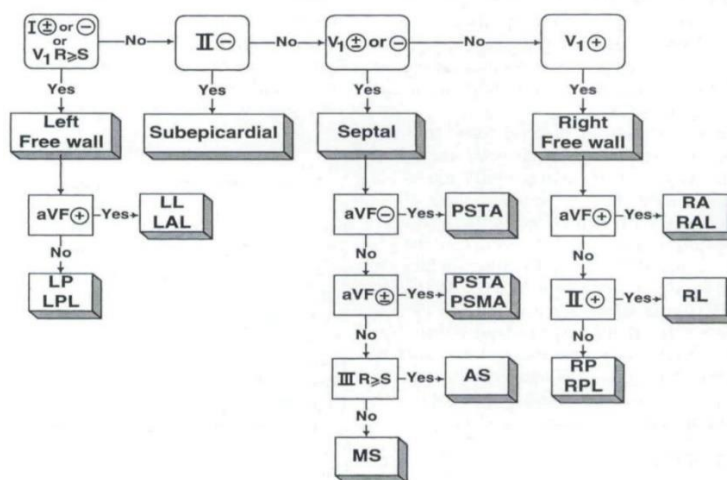 I ⊕ or ⊖
or
V₁ R≥S
No
II ⊖
No
V₁ ⊕ or ⊖
No
V₁ ⊕
Yes
Yes
Yes
Yes
Left
Free wall
Subepicardial
Septal
Right
Free wall
aVF ⊕
Yes
LL
LAL
aVF ⊖
Yes
PSTA
aVF ⊕
Yes
RA
RAL
No
No
No
LP
LPL
aVF ±
Yes
PSTA
PSMA
II ⊕
Yes
RL
No
No
III R≥S
Yes
AS
RP
RPL
No
MS